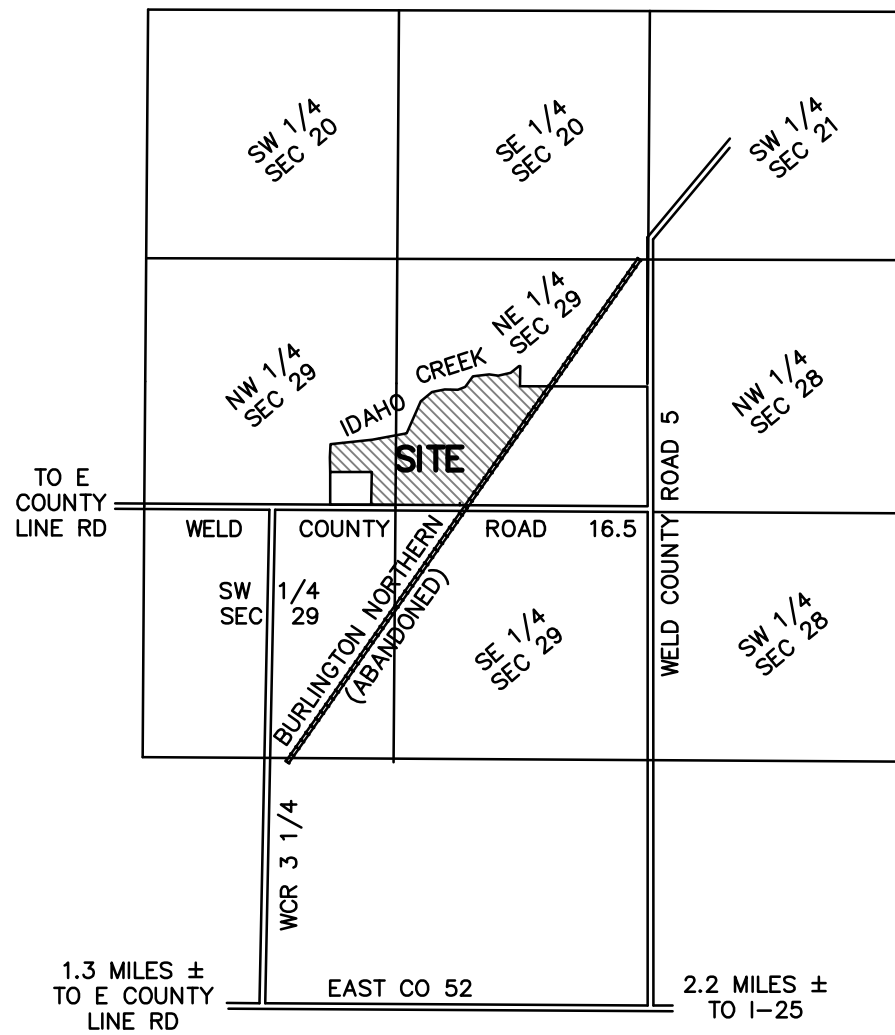 SW 1/4
SEC 20
SE 1/4
SEC 20
SW 1/4
SEC 21
NW 1/4
SEC 29
NE 1/4
SEC 29
NW 1/4
SEC 28
IDAHO CREEK
SITE
TO E
COUNTY
LINE RD
WELD COUNTY ROAD 16.5
WELD COUNTY ROAD 5
SW 1/4
SEC 29
BURLINGTON NORTHERN
(ABANDONED)
SE 1/4
SEC 29
SW 1/4
SEC 28
WCR 3 1/4
1.3 MILES ±
TO E COUNTY
LINE RD
EAST CO 52
2.2 MILES ±
TO I-25